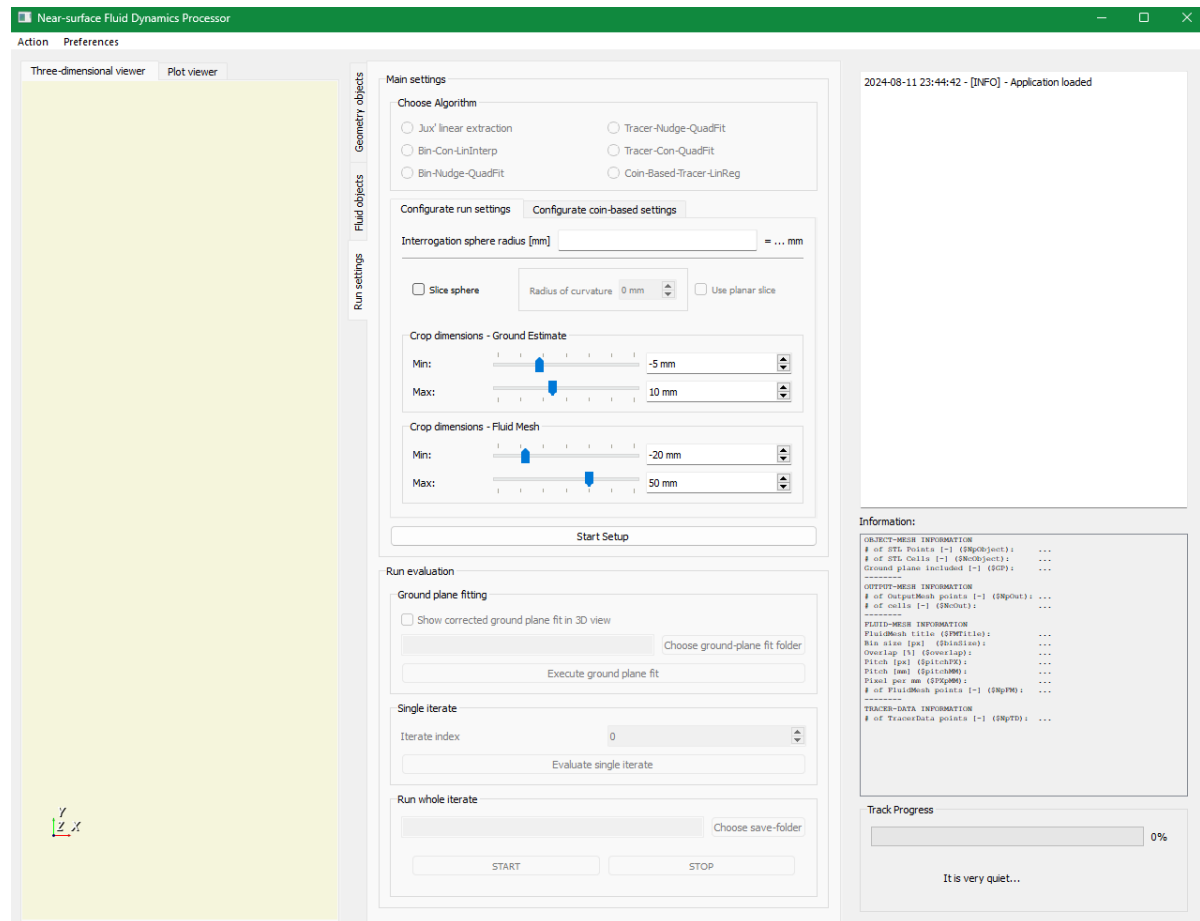 Near-surface Fluid Dynamics Processor
Action Preferences
Three-dimensional viewer Plot viewer
Geometry objects
Fluid objects
Run settings
Main settings
Choose Algorithm
Jux' linear extraction Tracer-Nudge-QuadFit
Bin-Con-LinInterp Tracer-Con-QuadFit
Bin-Nudge-QuadFit Coin-Based-Tracer-LinReg
Configurate run settings Configurate coin-based settings
Interrogation sphere radius [mm] = ... mm
Slice sphere Radius of curvature 0 mm Use planar slice
Crop dimensions - Ground Estimate
Min: -5 mm
Max: 10 mm
Crop dimensions - Fluid Mesh
Min: -20 mm
Max: 50 mm
Start Setup
Run evaluation
Ground plane fitting
Show corrected ground plane fit in 3D view
Choose ground-plane fit folder
Execute ground plane fit
Single iterate
Iterate index 0
Evaluate single iterate
Run whole iterate
Choose save-folder
START STOP
Y
Z X
2024-08-11 23:44:42 - [INFO] - Application loaded
Information:
OBJECT-MESH INFORMATION
# of STL Points [-] ($NpObject): ...
# of STL Cells [-] ($NcObject): ...
Ground plane included [-] ($GP): ...
--------
OUTPUT-MESH INFORMATION
# of OutputMesh points [-] ($NpOut): ...
# of cells [-] ($NcOut): ...
--------
FLUID-MESH INFORMATION
FluidMesh title ($FMTitle): ...
Bin size [px] ($binSize): ...
Overlap [%] ($overlap): ...
Pitch [px] ($pitchPX): ...
Pitch [mm] ($pitchMM): ...
Pixel per mm ($PXpMM): ...
# of FluidMesh points [-] ($NpFM): ...
--------
TRACER-DATA INFORMATION
# of TracerData points [-] ($NpTD): ...
Track Progress
0%
It is very quiet...